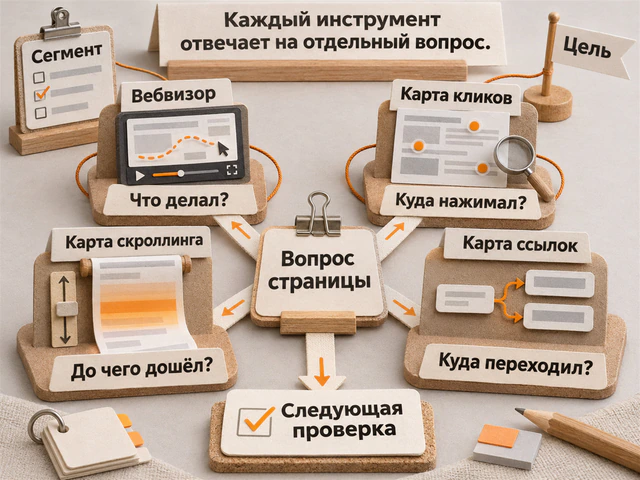 Каждый инструмент
отвечает на отдельный вопрос.
Сегмент
Цель
Вебвизор
Что делал?
Карта кликов
Куда нажимал?
Карта скроллинга
До чего дошёл?
Вопрос
страницы
Карта ссылок
Куда переходил?
Следующая
проверка